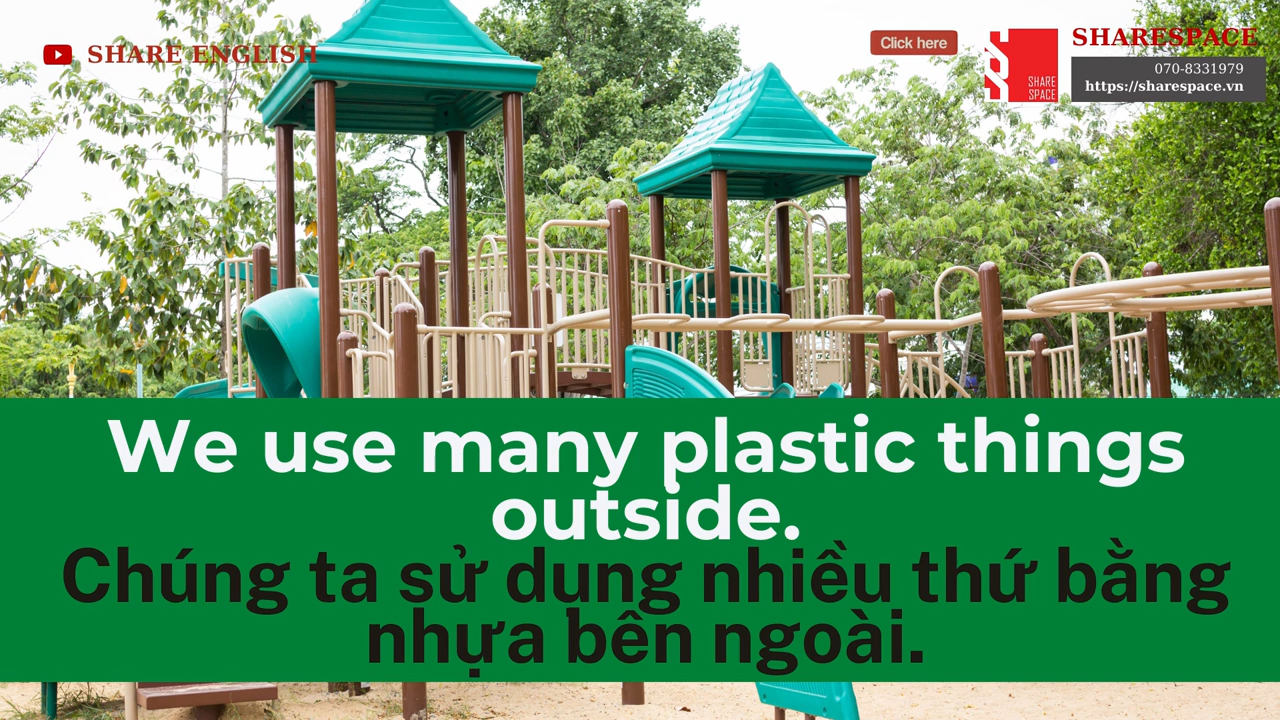 SHARE ENGLISH
Click here
SHARE
SPACE
SHARESPACE
070-8331979
https://sharespace.vn
We use many plastic things
outside.
Chúng ta sử dụng nhiều thứ bằng
nhựa bên ngoài.